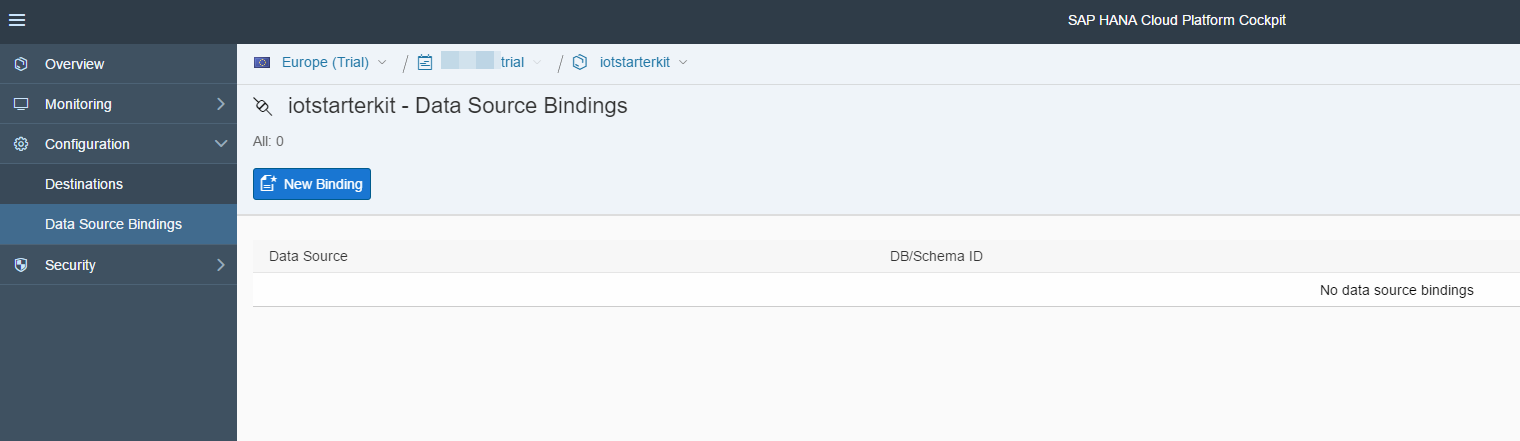 SAP HANA Cloud Platform Cockpit
Overview
Monitoring
Configuration
Destinations
Data Source Bindings
Security
Europe (Trial) / trial / iotstarterkit
iotstarterkit - Data Source Bindings
All: 0
New Binding
Data Source DB/Schema ID
No data source bindings